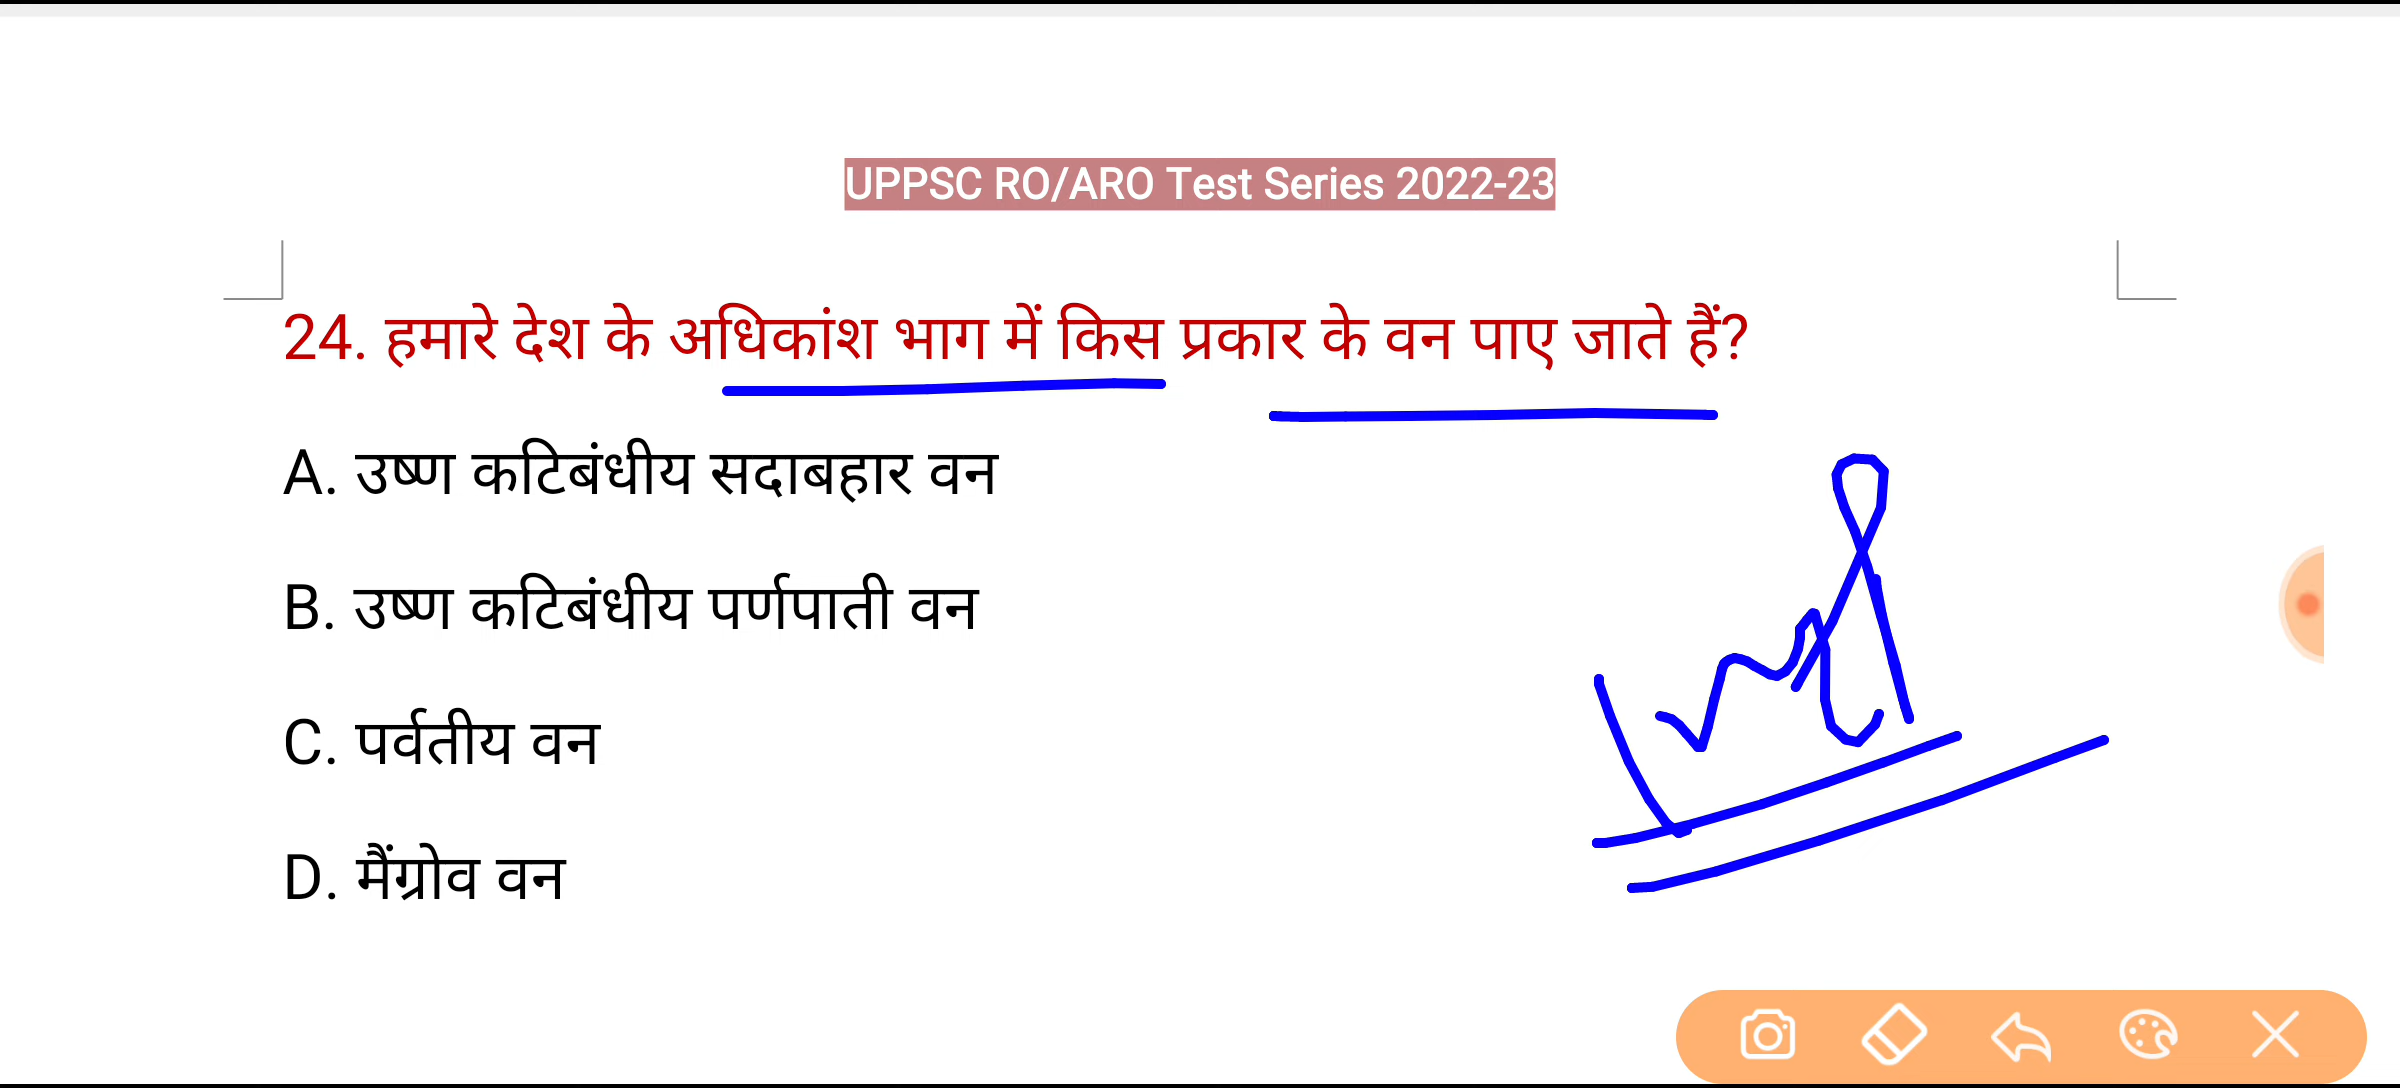 UPPSC RO/ARO Test Series 2022-23
24. हमारे देश के अधिकांश भाग में किस प्रकार के वन पाए जाते हैं?
A. उष्ण कटिबंधीय सदाबहार वन
B. उष्ण कटिबंधीय पर्णपाती वन
C. पर्वतीय वन
D. मैंग्रोव वन